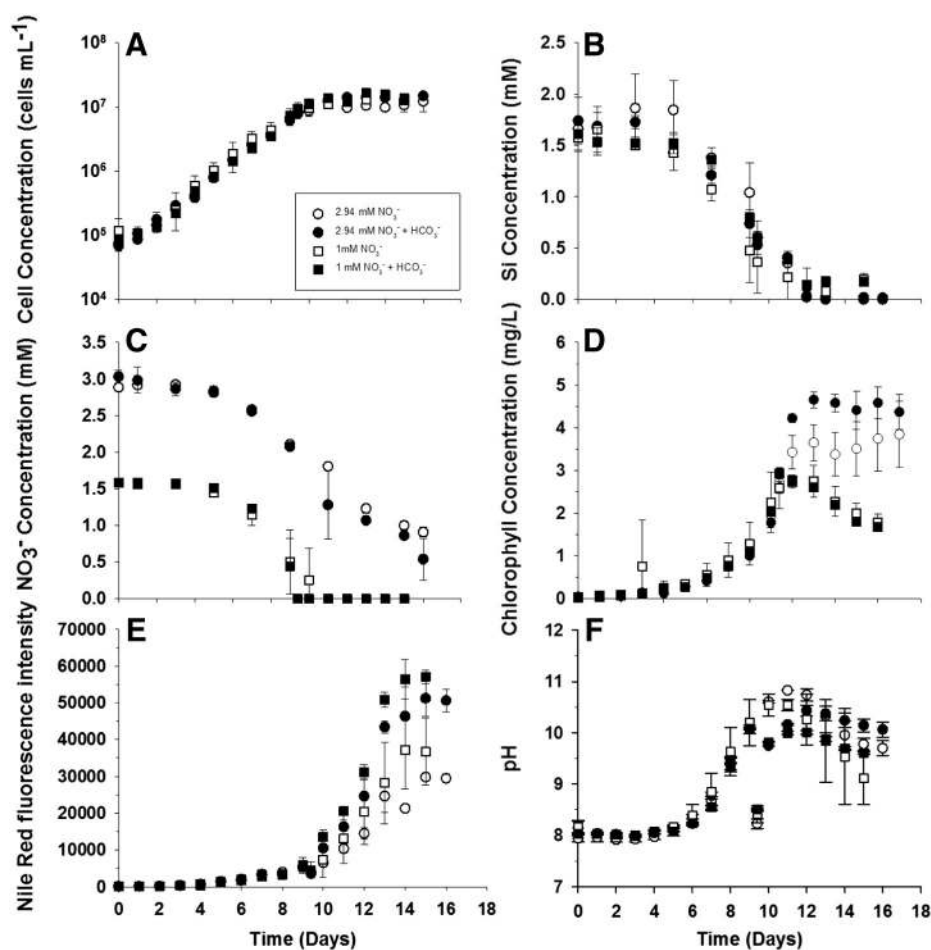 A
Cell Concentration (cells mL⁻¹)
10⁸
10⁷
10⁶
10⁵
10⁴
2.94 mM NO₃⁻
2.94 mM NO₃⁻ + HCO₃⁻
1mM NO₃⁻
1 mM NO₃⁻ + HCO₃⁻
B
Si Concentration (mM)
2.5
2.0
1.5
1.0
0.5
0.0
C
NO₃⁻ Concentration (mM)
3.5
3.0
2.5
2.0
1.5
1.0
0.5
0.0
D
Chlorophyll Concentration (mg/L)
6
5
4
3
2
1
0
E
Nile Red fluorescence intensity
70000
60000
50000
40000
30000
20000
10000
0
0 2 4 6 8 10 12 14 16 18
Time (Days)
F
pH
12
11
10
9
8
7
0 2 4 6 8 10 12 14 16 18
Time (Days)